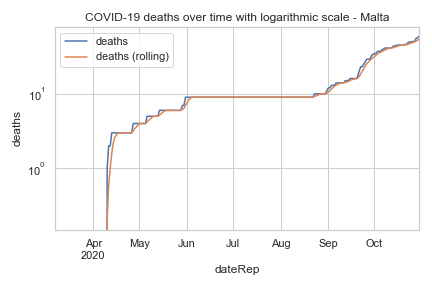 COVID-19 deaths over time with logarithmic scale - Malta
deaths
deaths (rolling)
deaths
10¹
10⁰
Apr May Jun Jul Aug Sep Oct
2020
dateRep